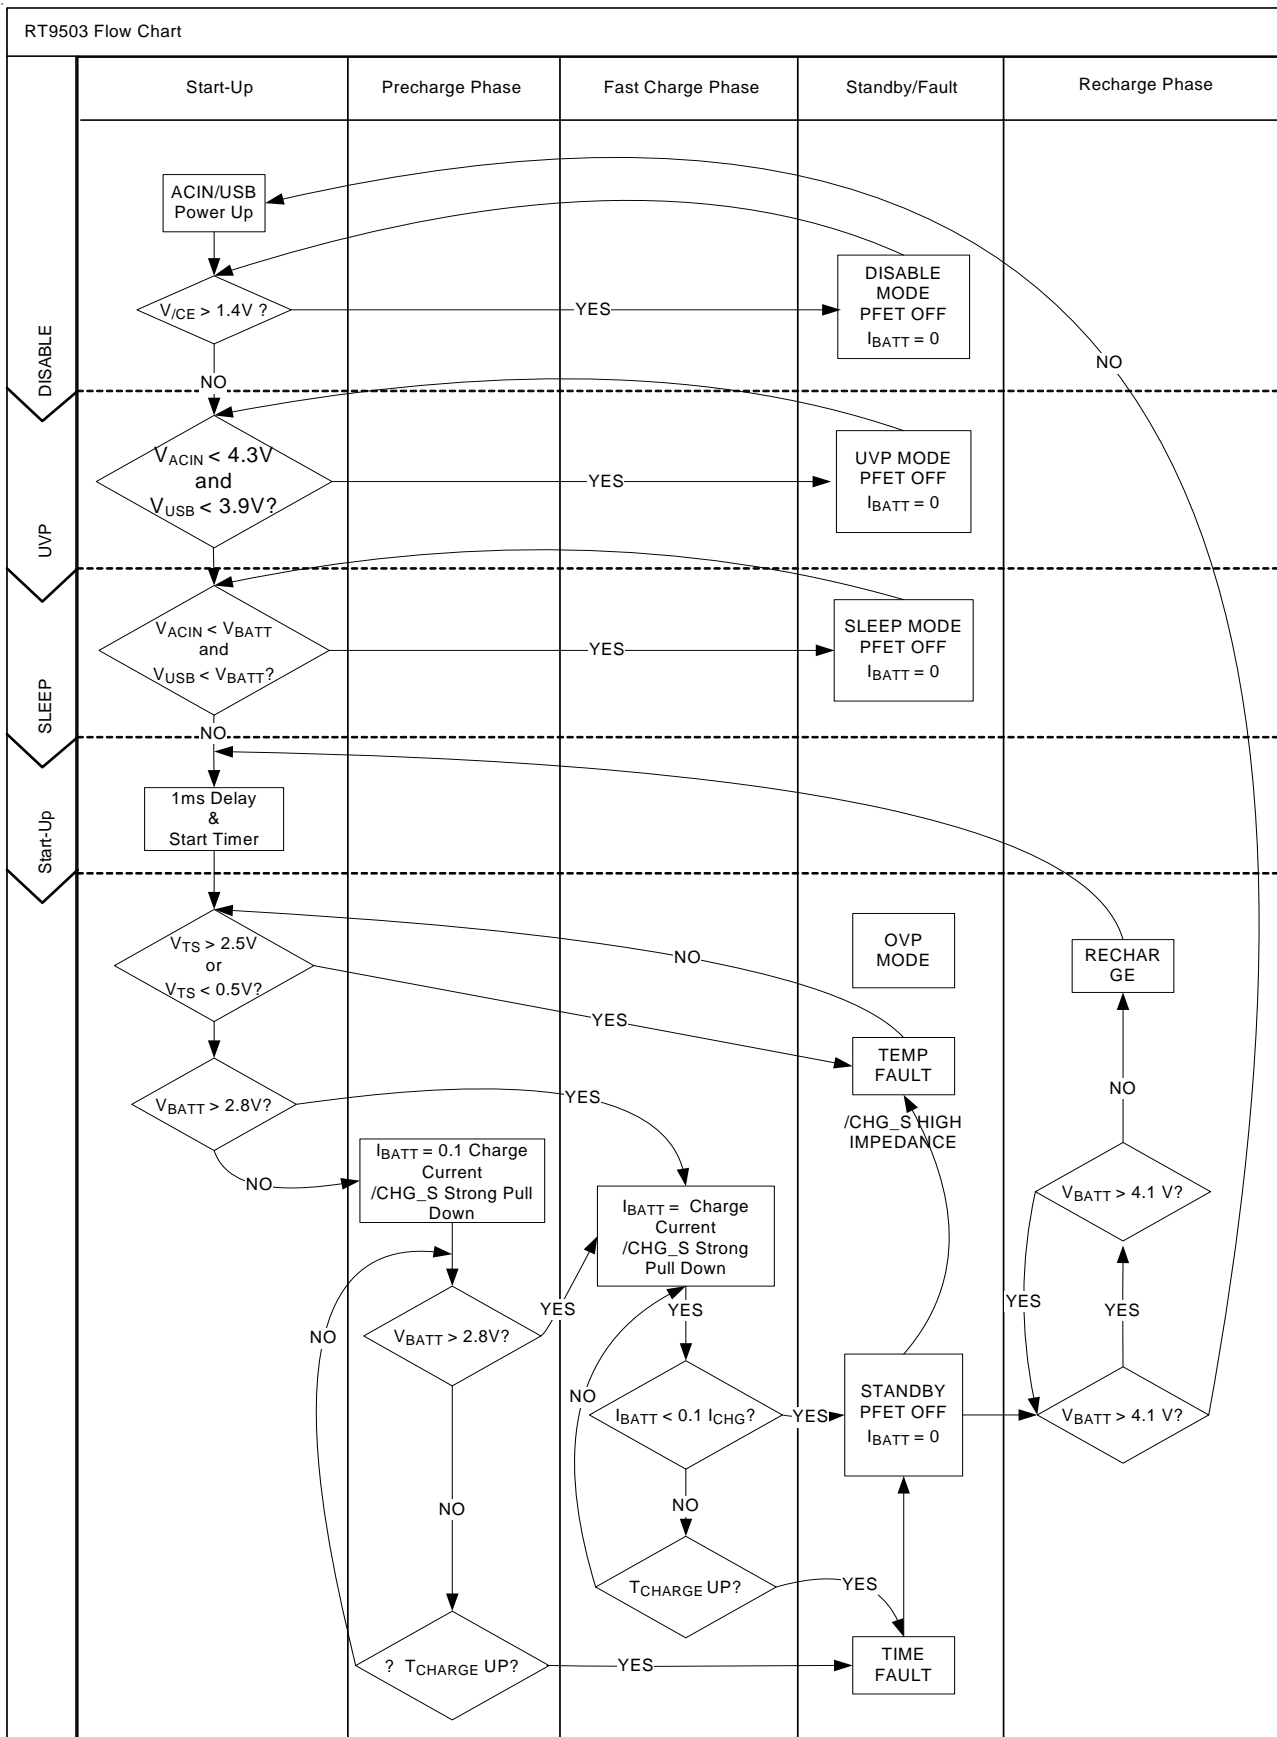 RT9503 Flow Chart
Start-Up
Precharge Phase
Fast Charge Phase
Standby/Fault
Recharge Phase
DISABLE
ACIN/USB
Power Up
V/CE > 1.4V ?
YES
DISABLE
MODE
PFET OFF
IBATT = 0
NO
NO
UVP
VACIN < 4.3V
and
VUSB < 3.9V?
YES
UVP MODE
PFET OFF
IBATT = 0
SLEEP
VACIN < VBATT
and
VUSB < VBATT?
YES
SLEEP MODE
PFET OFF
IBATT = 0
NO
Start-Up
1ms Delay
&
Start Timer
VTS > 2.5V
or
VTS < 0.5V?
NO
YES
OVP
MODE
RECHAR
GE
TEMP
FAULT
VBATT > 2.8V?
YES
NO
/CHG_S HIGH
IMPEDANCE
NO
IBATT = 0.1 Charge
Current
/CHG_S Strong Pull
Down
IBATT =  Charge
Current
/CHG_S Strong
Pull Down
VBATT > 4.1 V?
YES
YES
NO
VBATT > 2.8V?
YES
YES
NO
IBATT < 0.1 ICHG?
YES
STANDBY
PFET OFF
IBATT = 0
VBATT > 4.1 V?
NO
NO
TCHARGE UP?
YES
? TCHARGE UP?
YES
TIME
FAULT